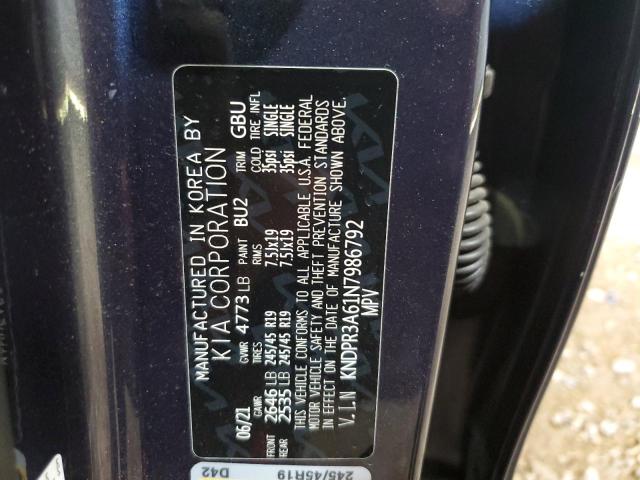 MANUFACTURED IN KOREA BY
KIA CORPORATION
06/21 GVWR 4773 LB PAINT BU2 TRIM GBU
GAWR TIRES RIMS COLD TIRE INFL
FRONT 2646 LB 245/45 R19 7.5Jx19 35psi SINGLE
REAR 2535 LB 245/45 R19 7.5Jx19 35psi SINGLE
THIS VEHICLE CONFORMS TO ALL APPLICABLE U.S.A. FEDERAL
MOTOR VEHICLE SAFETY AND THEFT PREVENTION STANDARDS
IN EFFECT ON THE DATE OF MANUFACTURE SHOWN ABOVE.
V.I.N KNDPR3A61N7986792
MPV
D42
245/45R19